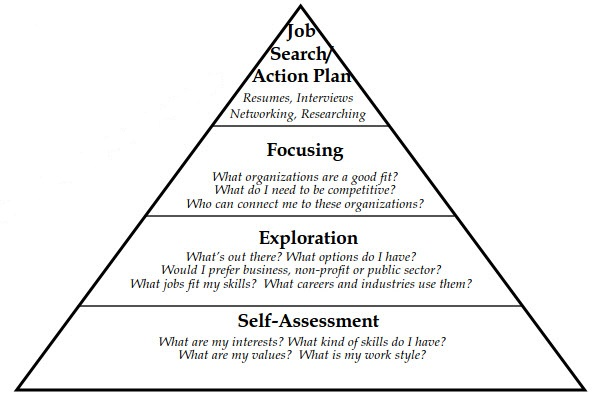 Job
Search/
Action Plan
Resumes, Interviews
Networking, Researching
Focusing
What organizations are a good fit?
What do I need to be competitive?
Who can connect me to these organizations?
Exploration
What's out there? What options do I have?
Would I prefer business, non-profit or public sector?
What jobs fit my skills?  What careers and industries use them?
Self-Assessment
What are my interests? What kind of skills do I have?
What are my values?  What is my work style?